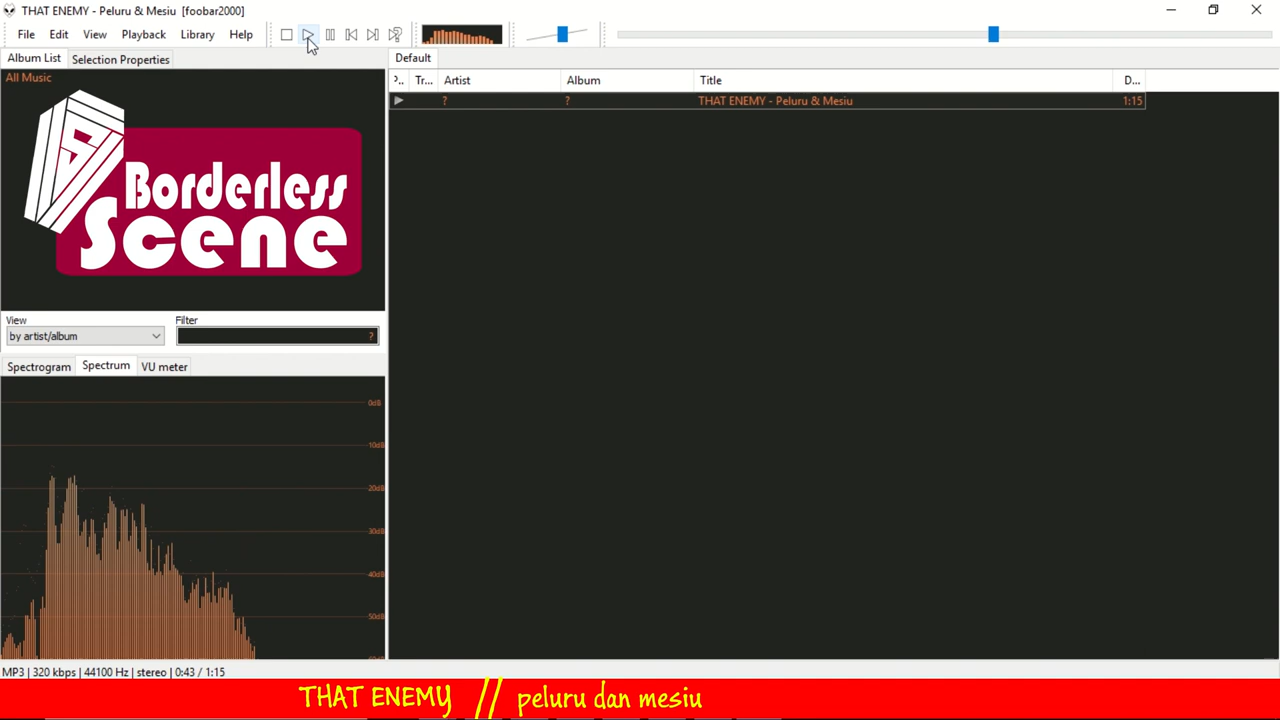 THAT ENEMY - Peluru & Mesiu [foobar2000]
File Edit View Playback Library Help
Album List Selection Properties
All Music
Borderless
Scene
View Filter
by artist/album ?
Spectrogram Spectrum VU meter
0dB
10dB
20dB
30dB
40dB
50dB
Default
P.. Tr... Artist Album Title D...
? ? THAT ENEMY - Peluru & Mesiu 1:15
MP3 | 320 kbps | 44100 Hz | stereo | 0:43 / 1:15
THAT ENEMY // peluru dan mesiu